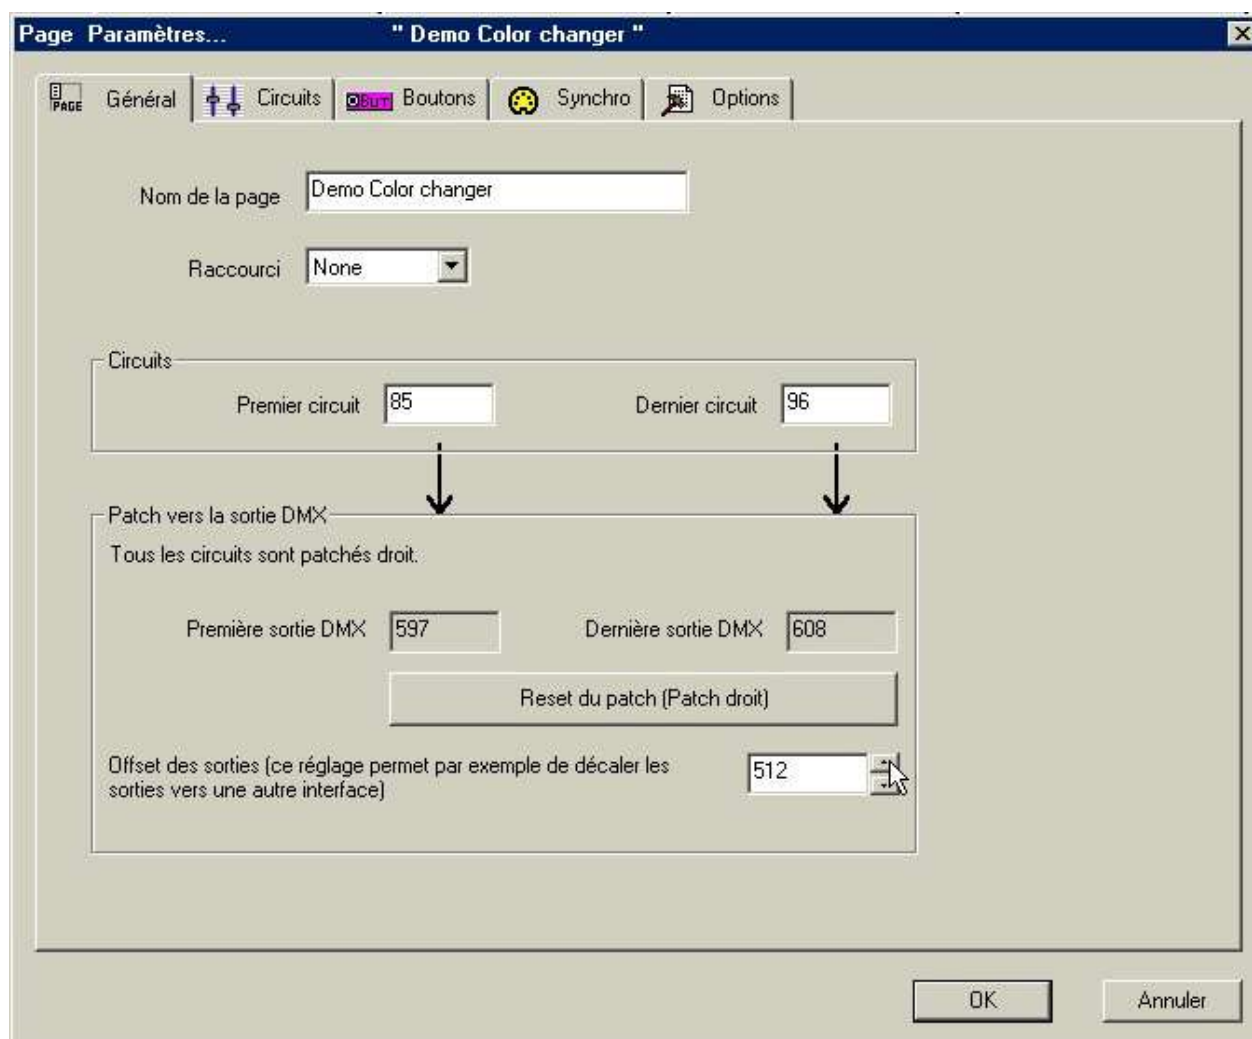 Page Paramètres... " Demo Color changer "
PAGE Général Circuits BUT Boutons Synchro Options
Nom de la page Demo Color changer
Raccourci None
Circuits
Premier circuit 85 Dernier circuit 96
Patch vers la sortie DMX
Tous les circuits sont patchés droit.
Première sortie DMX 597 Dernière sortie DMX 608
Reset du patch (Patch droit)
Offset des sorties (ce réglage permet par exemple de décaler les
sorties vers une autre interface) 512
OK Annuler